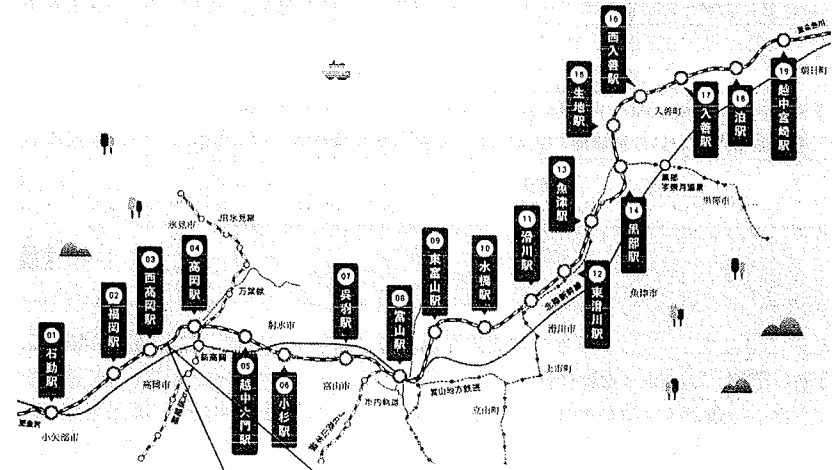 01 石動駅
02 福岡駅
03 西高岡駅
04 高岡駅
05 越中大門駅
06 小杉駅
07 呉羽駅
08 富山駅
09 東富山駅
10 水橋駅
11 滑川駅
12 東滑川駅
13 魚津駅
14 黒部駅
15 生地駅
16 西入善駅
17 入善駅
18 泊駅
19 越中宮崎駅
朝日町
入善町
黒部
宇奈月温泉
黒部市
魚津市
北陸新幹線
滑川市
上市町
立山町
富山地方鉄道
市内軌道
富山市
射水市
万葉線
JR氷見線
氷見市
新高岡
高岡市
小矢部市